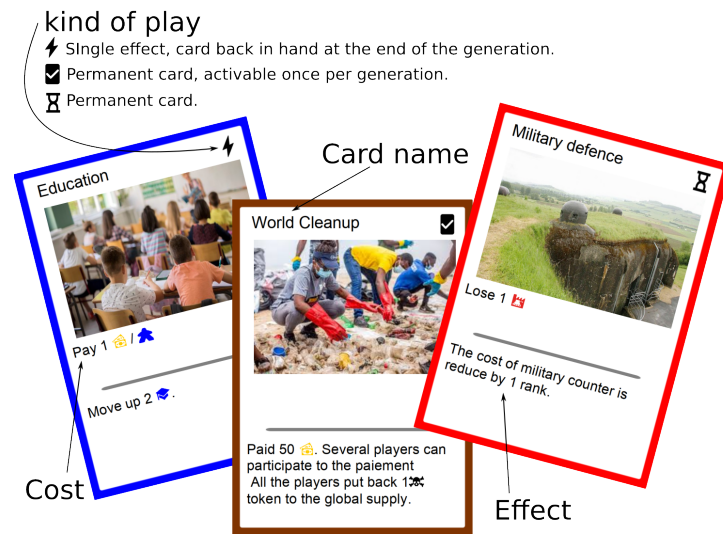 kind of play
SIngle effect, card back in hand at the end of the generation.
Permanent card, activable once per generation.
Permanent card.
Card name
Education
Pay 1 /
Move up 2 .
World Cleanup
Paid 50 . Several players can
participate to the paiement
All the players put back 1
token to the global supply.
Military defence
Lose 1
The cost of military counter is
reduce by 1 rank.
Cost
Effect